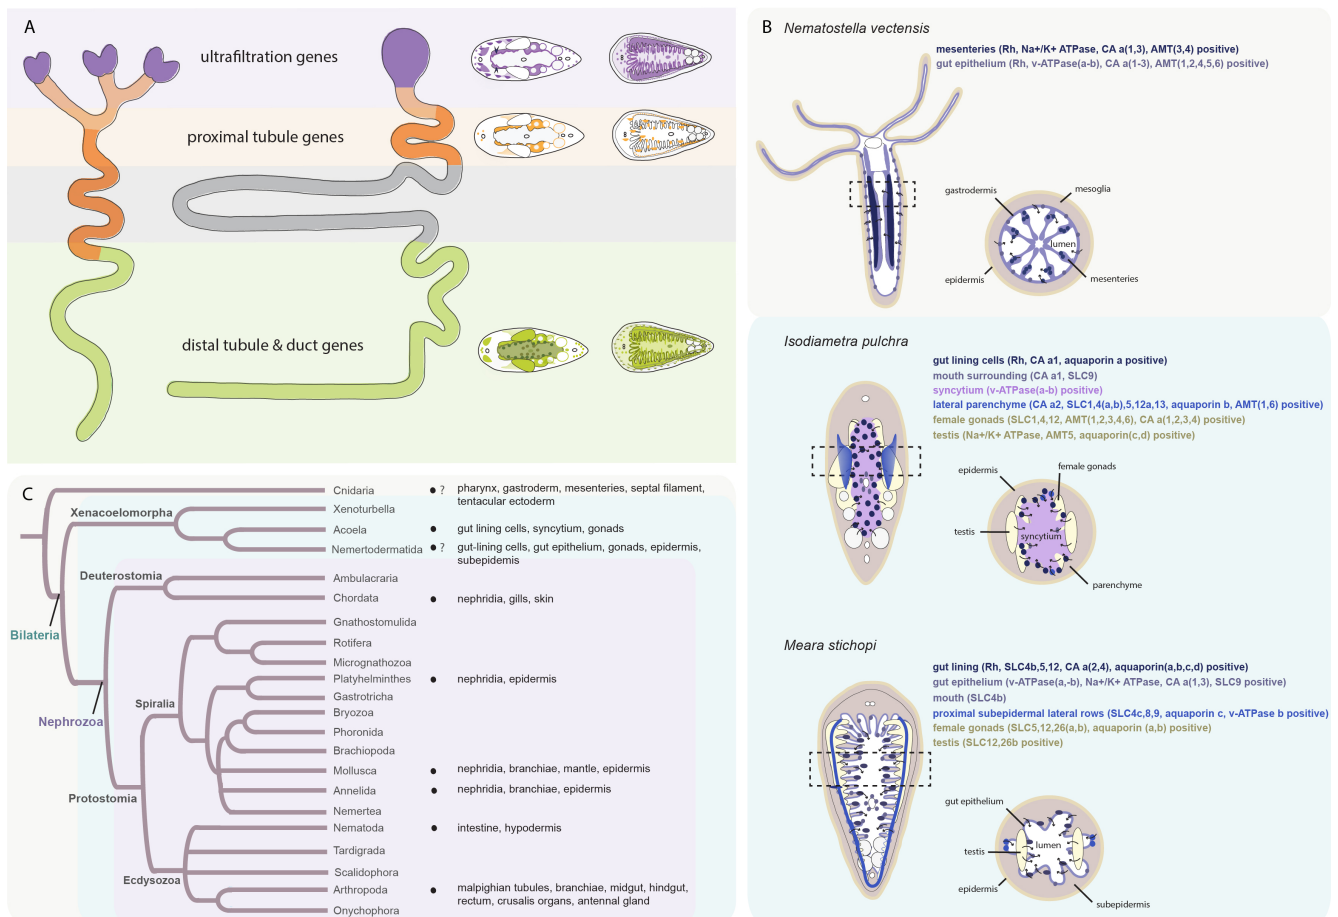 A
ultrafiltration genes
proximal tubule genes
distal tubule & duct genes
B
Nematostella vectensis
mesenteries (Rh, Na+/K+ ATPase, CA a(1,3), AMT(3,4) positive)
gut epithelium (Rh, v-ATPase(a-b), CA a(1-3), AMT(1,2,4,5,6) positive)
gastrodermis
mesoglia
lumen
epidermis
mesenteries
Isodiametra pulchra
gut lining cells (Rh, CA a1, aquaporin a positive)
mouth surrounding (CA a1, SLC9)
syncytium (v-ATPase(a-b) positive)
lateral parenchyme (CA a2, SLC1,4(a,b),5,12a,13, aquaporin b, AMT(1,6) positive)
female gonads (SLC1,4,12, AMT(1,2,3,4,6), CA a(1,2,3,4) positive)
testis (Na+/K+ ATPase, AMT5, aquaporin(c,d) positive)
epidermis
female gonads
testis
syncytium
parenchyme
Meara stichopi
gut lining (Rh, SLC4b,5,12, CA a(2,4), aquaporin(a,b,c,d) positive)
gut epithelium (v-ATPase(a,-b), Na+/K+ ATPase, CA a(1,3), SLC9 positive)
mouth (SLC4b)
proximal subepidermal lateral rows (SLC4c,8,9, aquaporin c, v-ATPase b positive)
female gonads (SLC5,12,26(a,b), aquaporin (a,b) positive)
testis (SLC12,26b positive)
gut epithelium
lumen
testis
epidermis
subepidermis
C
Cnidaria ● ? pharynx, gastroderm, mesenteries, septal filament,
tentacular ectoderm
Xenacoelomorpha
Xenoturbella
Acoela ● gut lining cells, syncytium, gonads
Nemertodermatida ● ? gut-lining cells, gut epithelium, gonads, epidermis,
subepidemis
Deuterostomia
Ambulacraria
Chordata ● nephridia, gills, skin
Bilateria
Gnathostomulida
Rotifera
Micrognathozoa
Platyhelminthes ● nephridia, epidermis
Gastrotricha
Spiralia
Nephrozoa
Bryozoa
Phoronida
Brachiopoda
Mollusca ● nephridia, branchiae, mantle, epidermis
Annelida ● nephridia, branchiae, epidermis
Protostomia
Nemertea
Nematoda ● intestine, hypodermis
Tardigrada
Scalidophora
Ecdysozoa
Arthropoda ● malpighian tubules, branchiae, midgut, hindgut,
rectum, crusalis organs, antennal gland
Onychophora